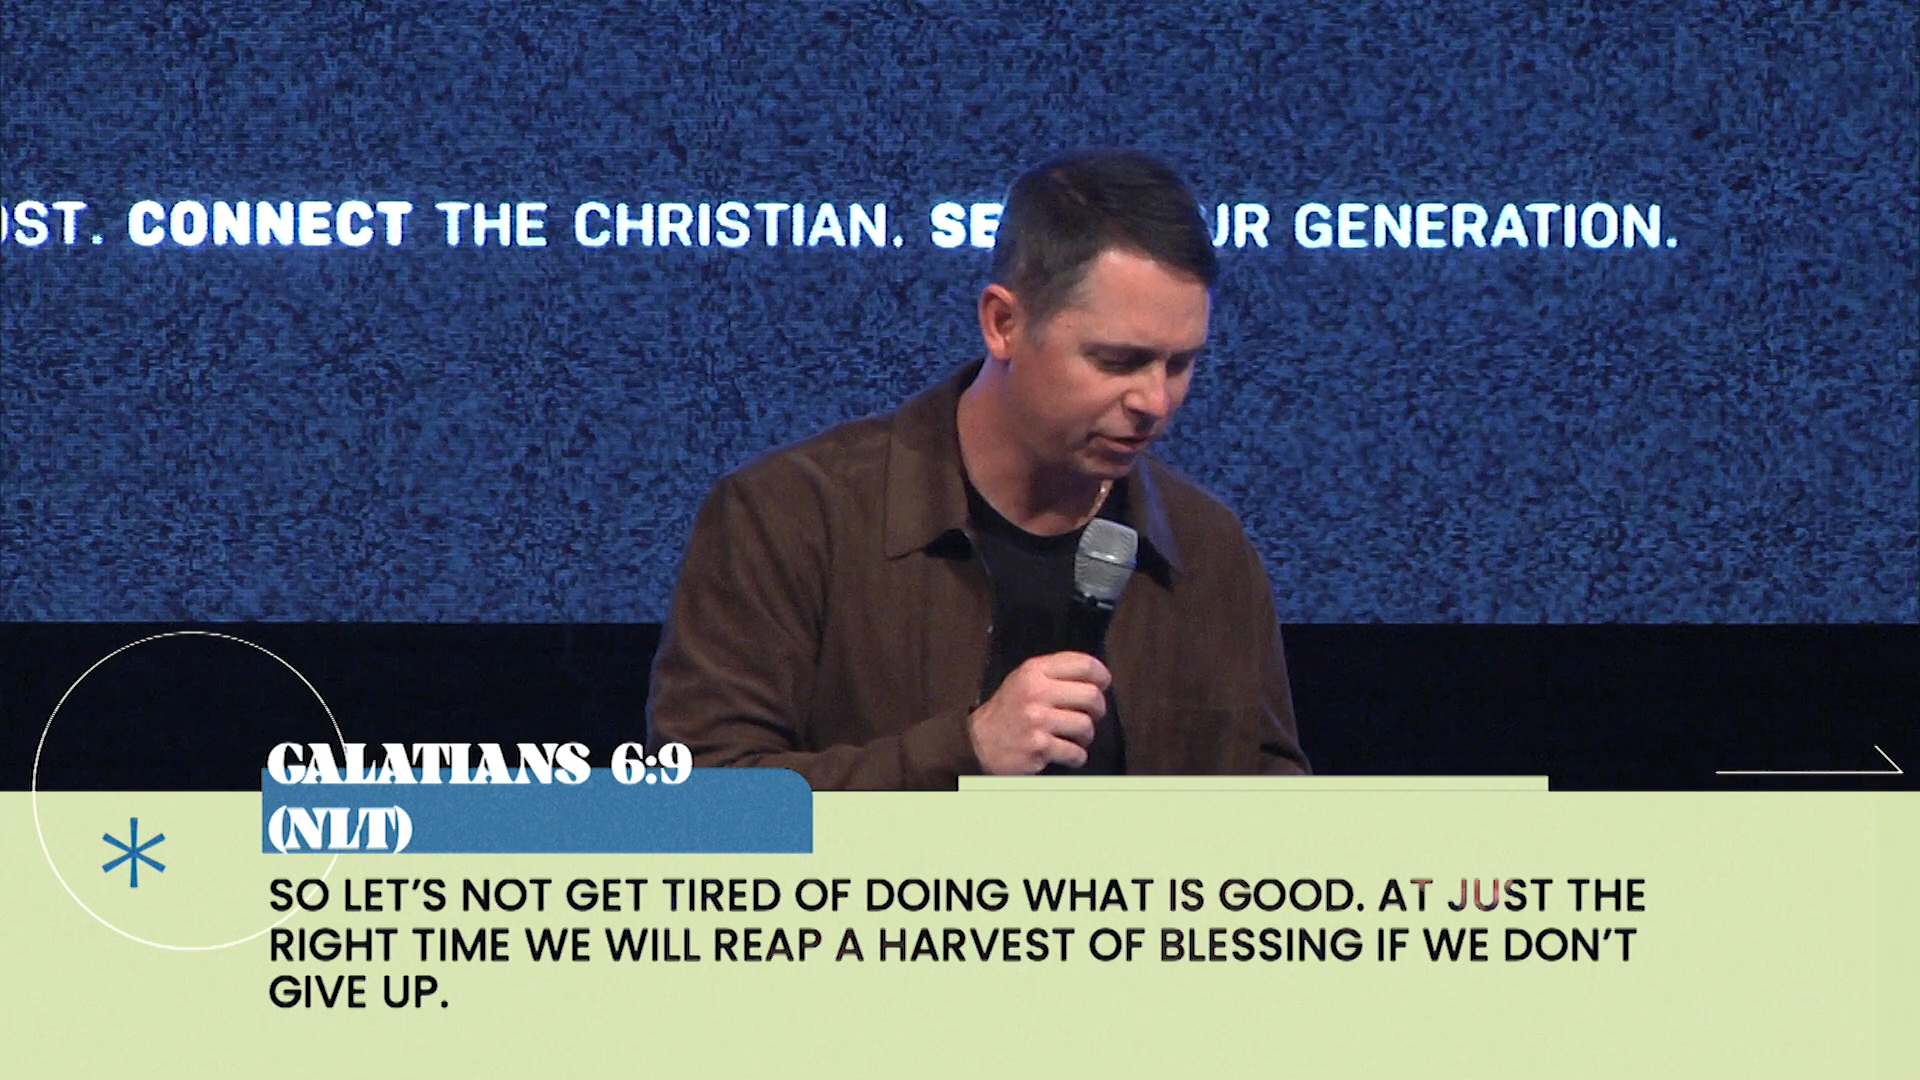 OST. CONNECT THE CHRISTIAN. SE UR GENERATION.
GALATIANS 6:9
(NLT)
SO LET'S NOT GET TIRED OF DOING WHAT IS GOOD. AT JUST THE
RIGHT TIME WE WILL REAP A HARVEST OF BLESSING IF WE DON'T
GIVE UP.